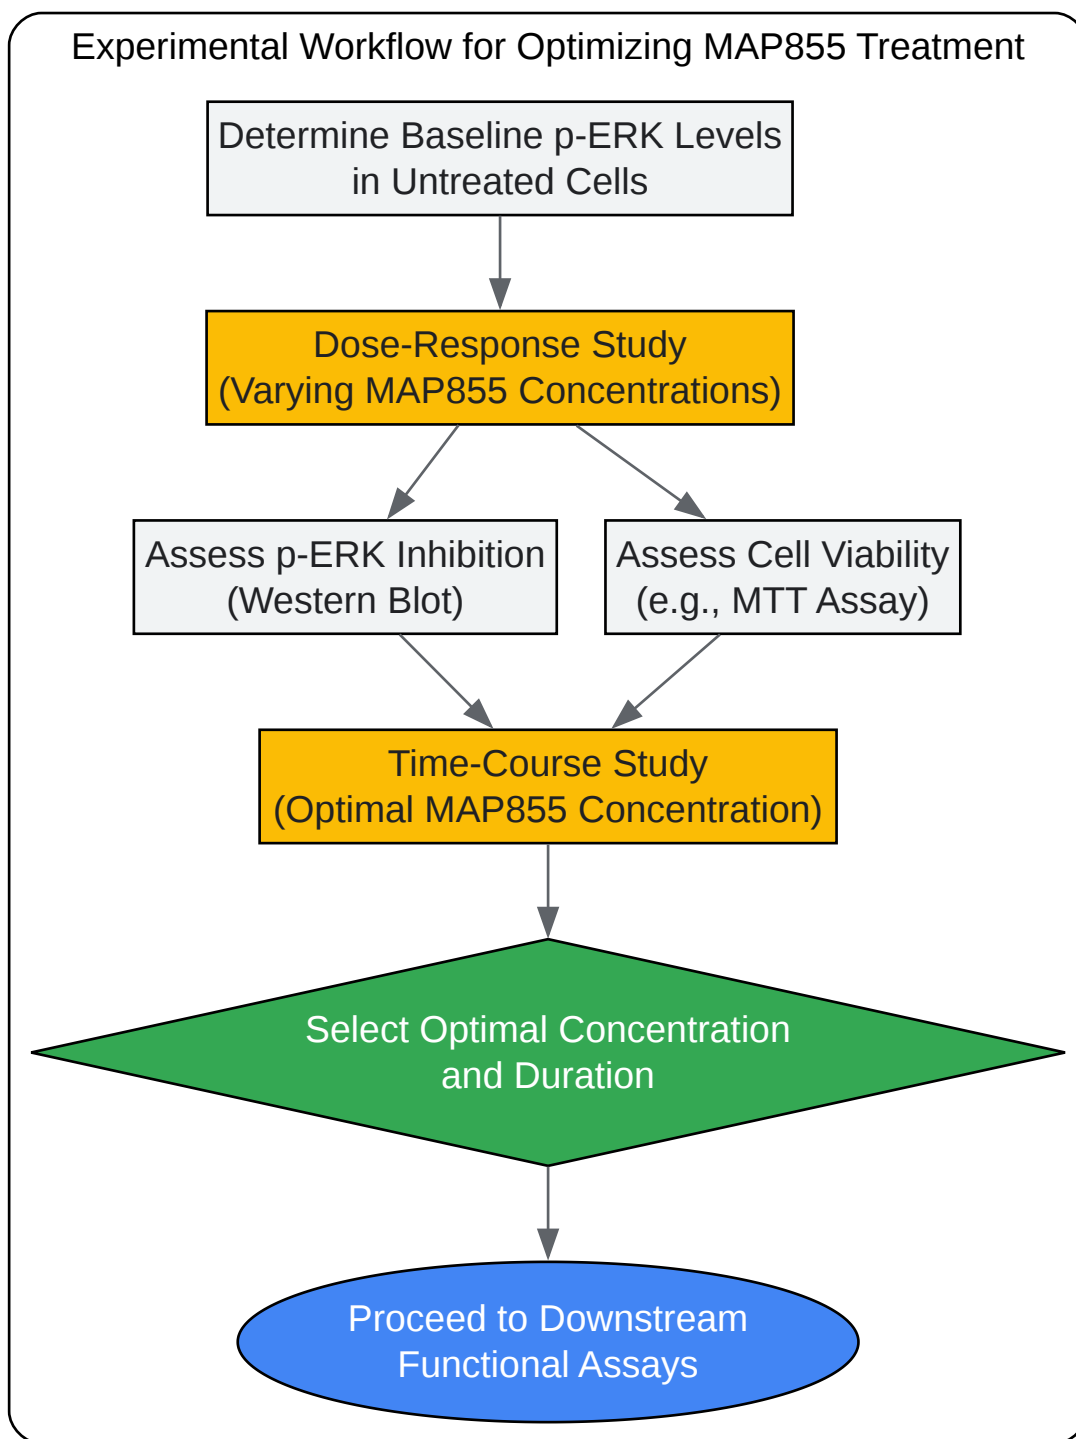 Experimental Workflow for Optimizing MAP855 Treatment
Determine Baseline p-ERK Levels
in Untreated Cells
Dose-Response Study
(Varying MAP855 Concentrations)
Assess p-ERK Inhibition
(Western Blot)
Assess Cell Viability
(e.g., MTT Assay)
Time-Course Study
(Optimal MAP855 Concentration)
Select Optimal Concentration
and Duration
Proceed to Downstream
Functional Assays